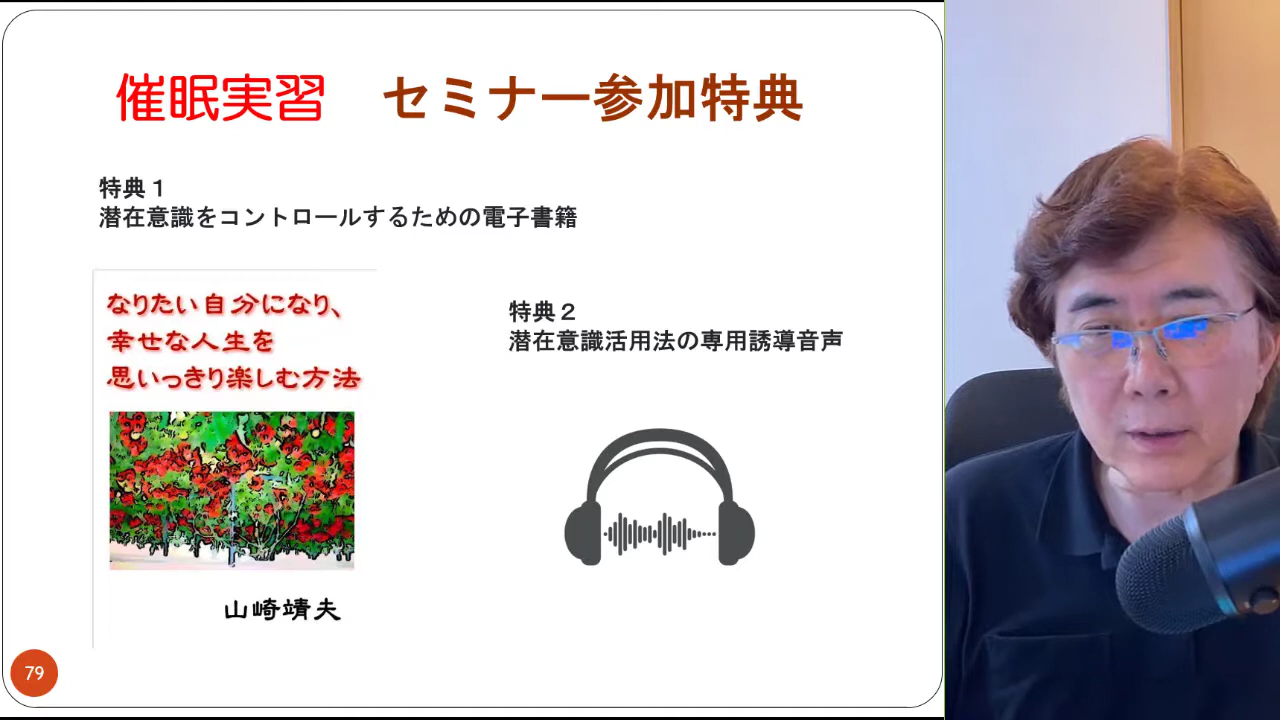 催眠実習　セミナー参加特典
特典１
潜在意識をコントロールするための電子書籍
なりたい自分になり、
幸せな人生を
思いっきり楽しむ方法
山崎靖夫
特典２
潜在意識活用法の専用誘導音声
79